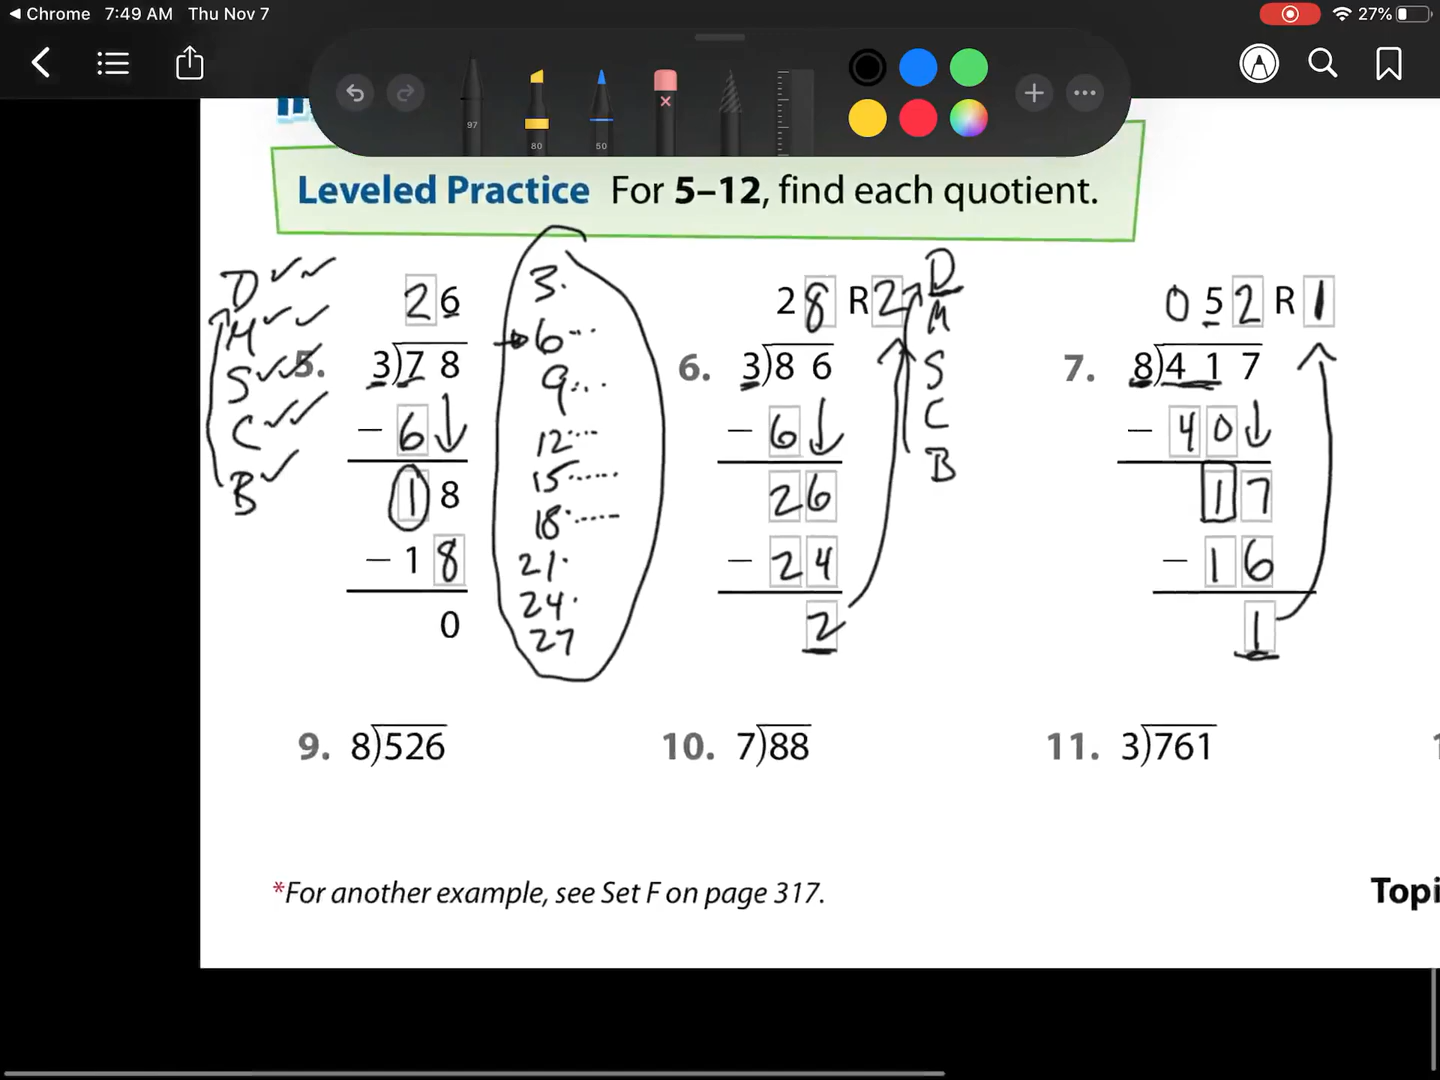 Chrome 7:49 AM Thu Nov 7 27%
97 80 50
Leveled Practice For 5–12, find each quotient.
D
M
S
C
B
5.
26
3)78
− 6
18
− 18
0
3
6
9
12
15
18
21
24
27
6.
28 R2
3)86
− 6
26
− 24
2
D
M
S
C
B
7.
052 R 1
8)417
− 40
17
− 16
1
9. 8)526
10. 7)88
11. 3)761
*For another example, see Set F on page 317.
Topi